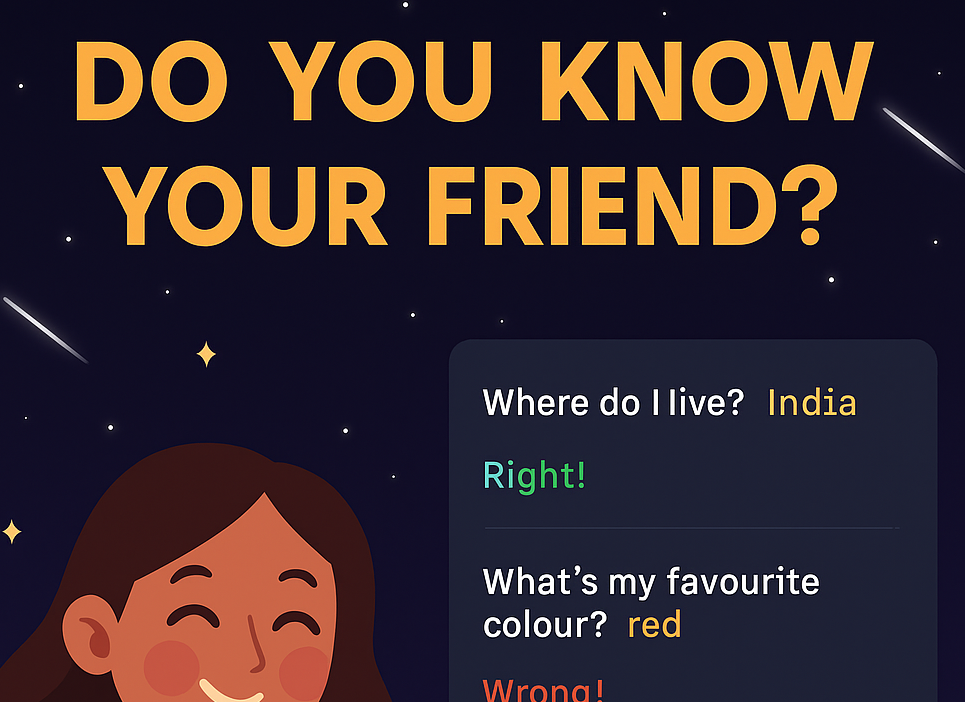 DO YOU KNOW
YOUR FRIEND?
Where do I live? India
Right!
What's my favourite
colour? red
Wrong!